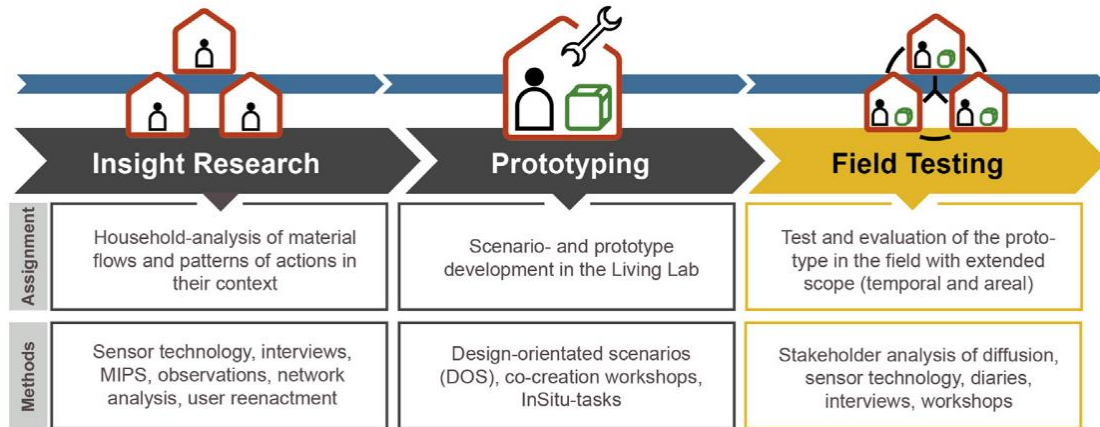 Insight Research
Prototyping
Field Testing
Assignment
Household-analysis of material
flows and patterns of actions in
their context
Scenario- and prototype
development in the Living Lab
Test and evaluation of the proto-
type in the field with extended
scope (temporal and areal)
Methods
Sensor technology, interviews,
MIPS, observations, network
analysis, user reenactment
Design-orientated scenarios
(DOS), co-creation workshops,
InSitu-tasks
Stakeholder analysis of diffusion,
sensor technology, diaries,
interviews, workshops